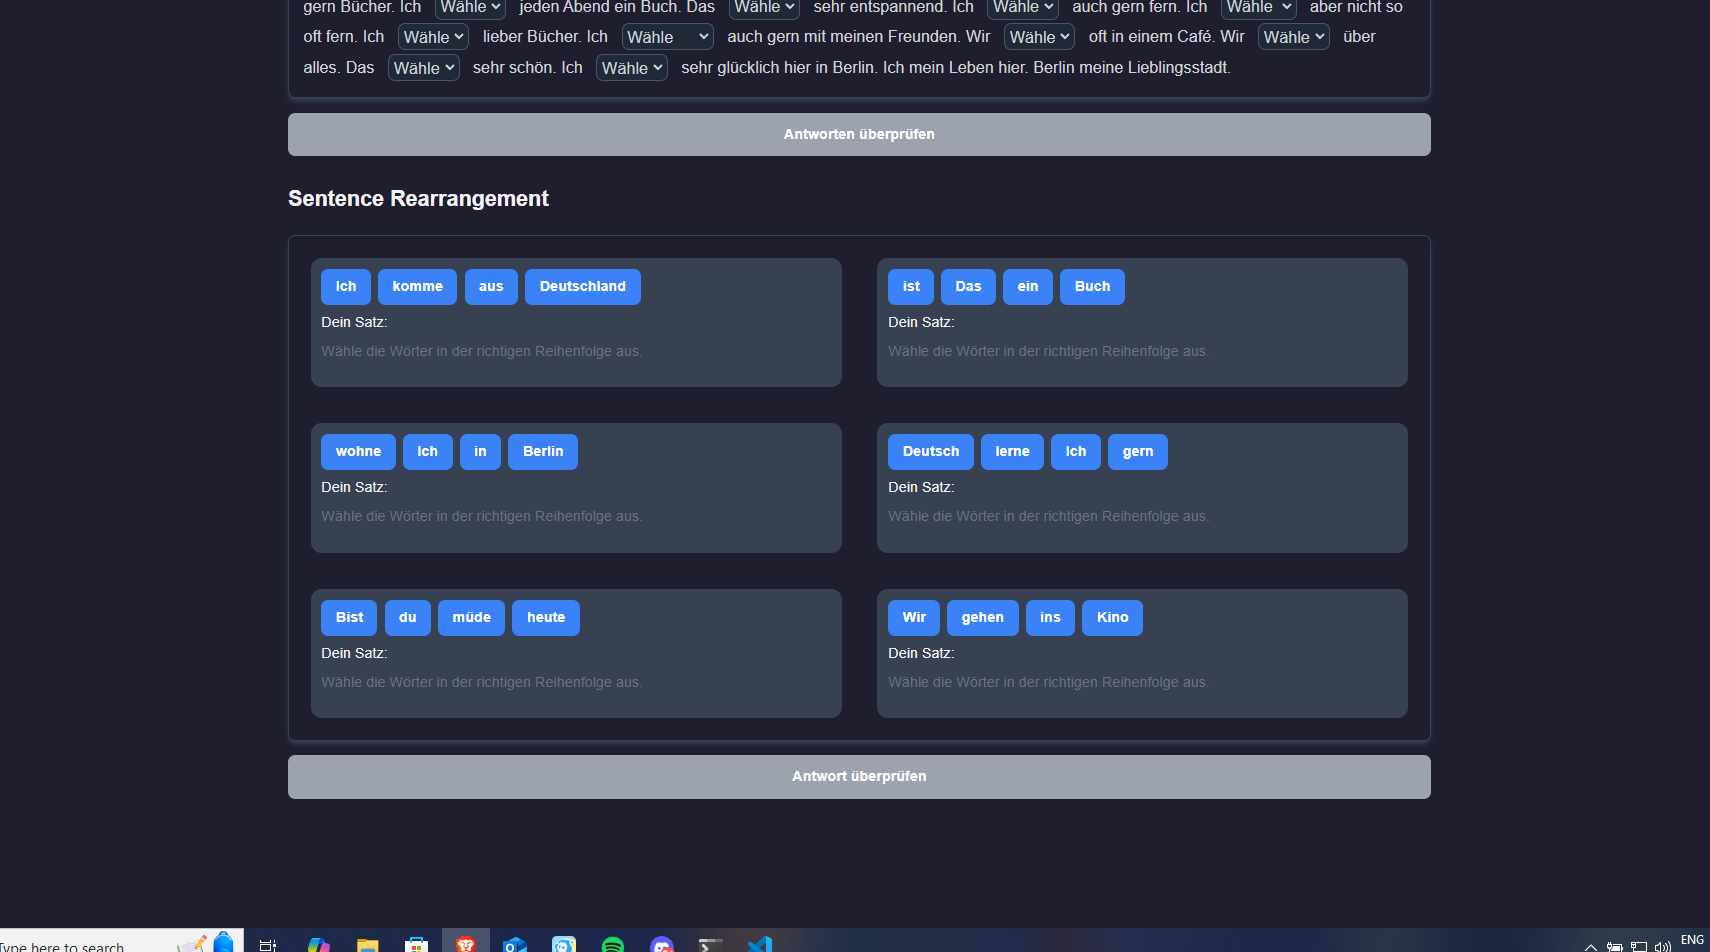 gern Bücher. Ich Wähle jeden Abend ein Buch. Das Wähle sehr entspannend. Ich Wähle auch gern fern. Ich Wähle aber nicht so
oft fern. Ich Wähle lieber Bücher. Ich Wähle auch gern mit meinen Freunden. Wir Wähle oft in einem Café. Wir Wähle über
alles. Das Wähle sehr schön. Ich Wähle sehr glücklich hier in Berlin. Ich mein Leben hier. Berlin meine Lieblingsstadt.
Antworten überprüfen
Sentence Rearrangement
Ich komme aus Deutschland
Dein Satz:
Wähle die Wörter in der richtigen Reihenfolge aus.
ist Das ein Buch
Dein Satz:
Wähle die Wörter in der richtigen Reihenfolge aus.
wohne Ich in Berlin
Dein Satz:
Wähle die Wörter in der richtigen Reihenfolge aus.
Deutsch lerne Ich gern
Dein Satz:
Wähle die Wörter in der richtigen Reihenfolge aus.
Bist du müde heute
Dein Satz:
Wähle die Wörter in der richtigen Reihenfolge aus.
Wir gehen ins Kino
Dein Satz:
Wähle die Wörter in der richtigen Reihenfolge aus.
Antwort überprüfen
Type here to search
ENG